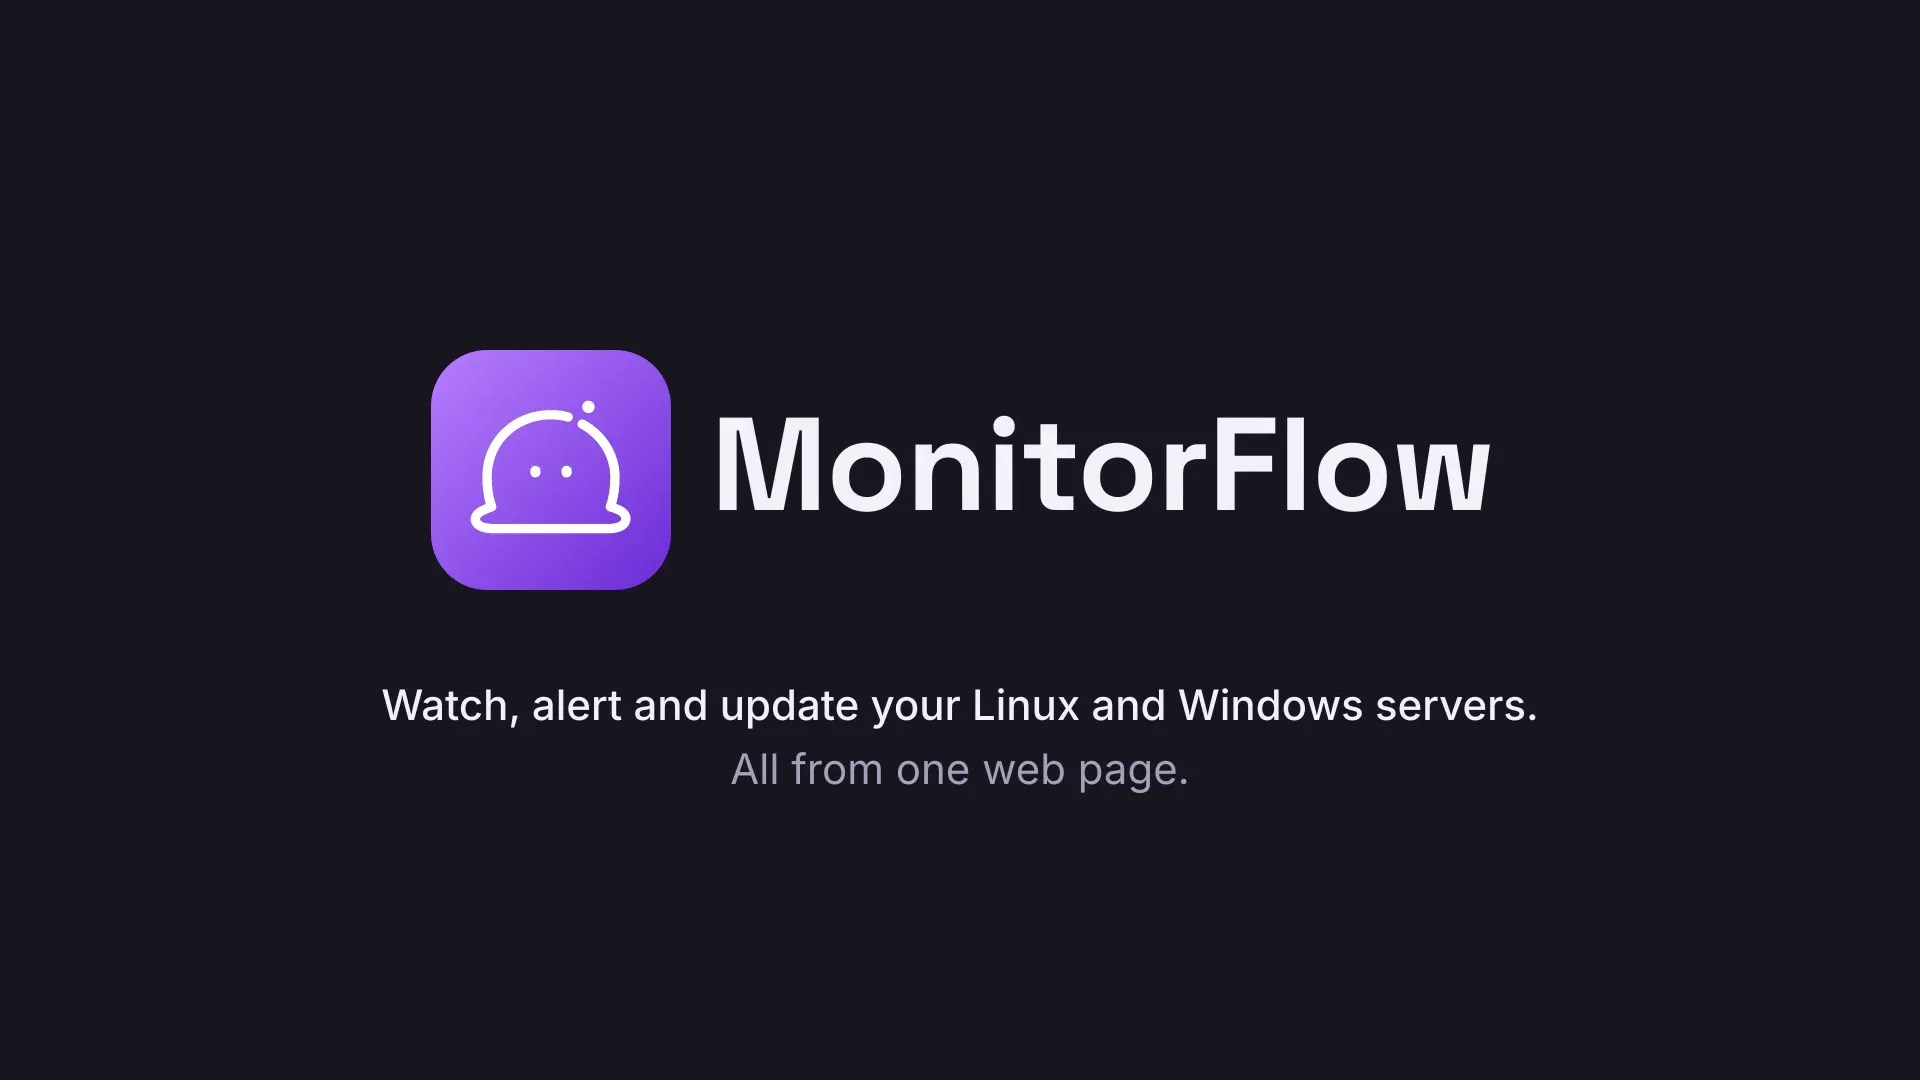 MonitorFlow
Watch, alert and update your Linux and Windows servers.
All from one web page.